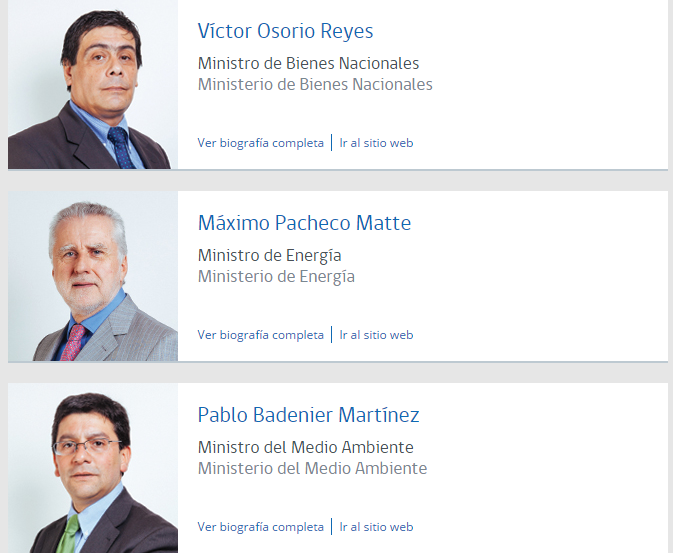 Víctor Osorio Reyes
Ministro de Bienes Nacionales
Ministerio de Bienes Nacionales
Ver biografía completa | Ir al sitio web
Máximo Pacheco Matte
Ministro de Energía
Ministerio de Energía
Ver biografía completa | Ir al sitio web
Pablo Badenier Martínez
Ministro del Medio Ambiente
Ministerio del Medio Ambiente
Ver biografía completa | Ir al sitio web